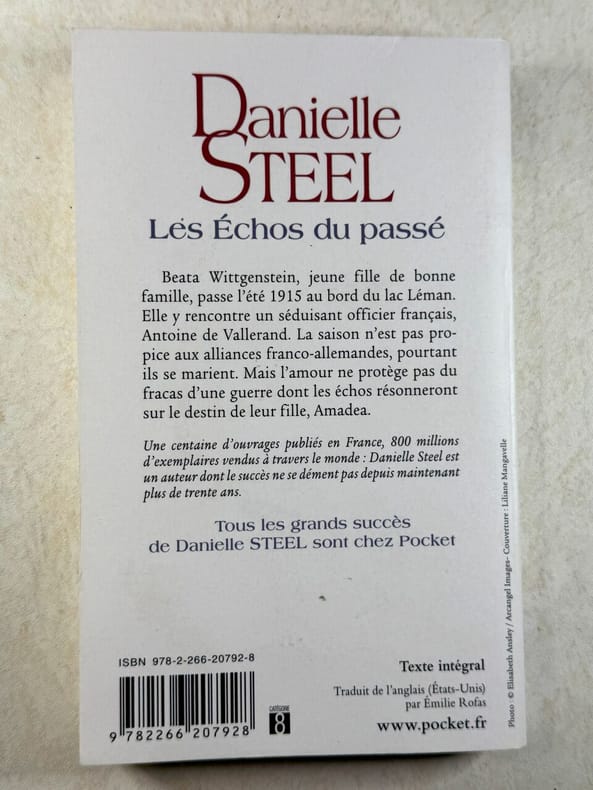 Danielle
STEEL
Les Échos du passé
Beata Wittgenstein, jeune fille de bonne
famille, passe l'été 1915 au bord du lac Léman.
Elle y rencontre un séduisant officier français,
Antoine de Vallerand. La saison n'est pas pro-
pice aux alliances franco-allemandes, pourtant
ils se marient. Mais l'amour ne protège pas du
fracas d'une guerre dont les échos résonneront
sur le destin de leur fille, Amadea.
Une centaine d'ouvrages publiés en France, 800 millions
d'exemplaires vendus à travers le monde : Danielle Steel est
un auteur dont le succès ne se dément pas depuis maintenant
plus de trente ans.
Tous les grands succès
de Danielle STEEL sont chez Pocket
Photo : © Elisabeth Ansley / Arcangel Images- Couverture : Liliane Mangavelle
ISBN 978-2-266-20792-8
9 782266 207928
CATÉGORIE
8
Texte intégral
Traduit de l'anglais (États-Unis)
par Émilie Rofas
www.pocket.fr